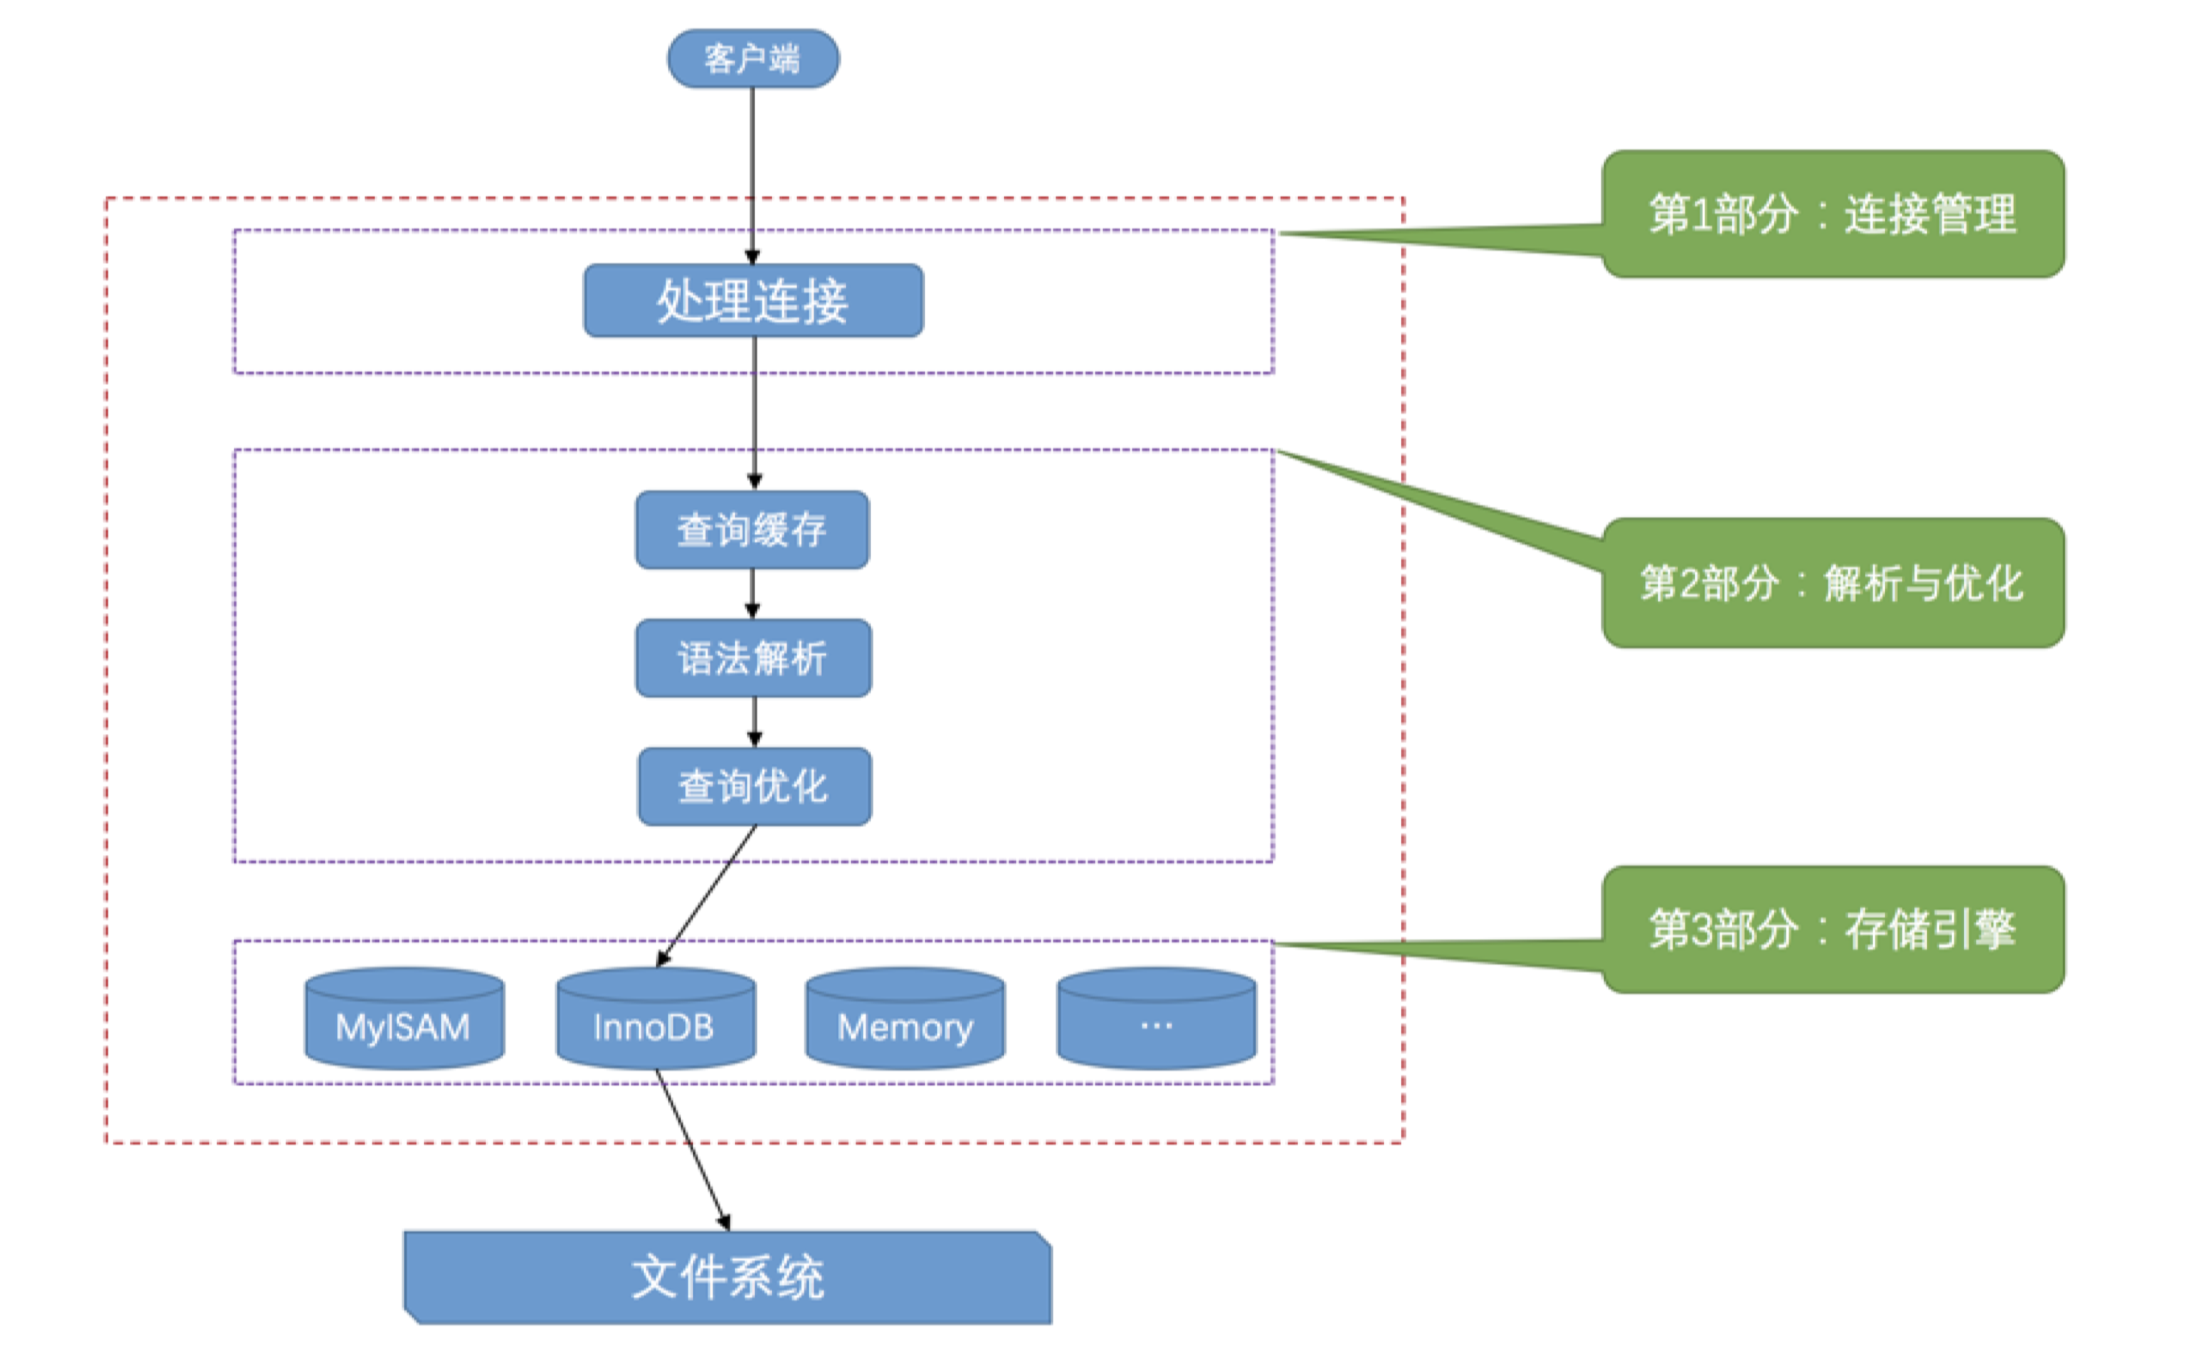 客户端
第1部分：连接管理
处理连接
查询缓存
第2部分：解析与优化
语法解析
查询优化
第3部分：存储引擎
MyISAM
InnoDB
Memory
...
文件系统